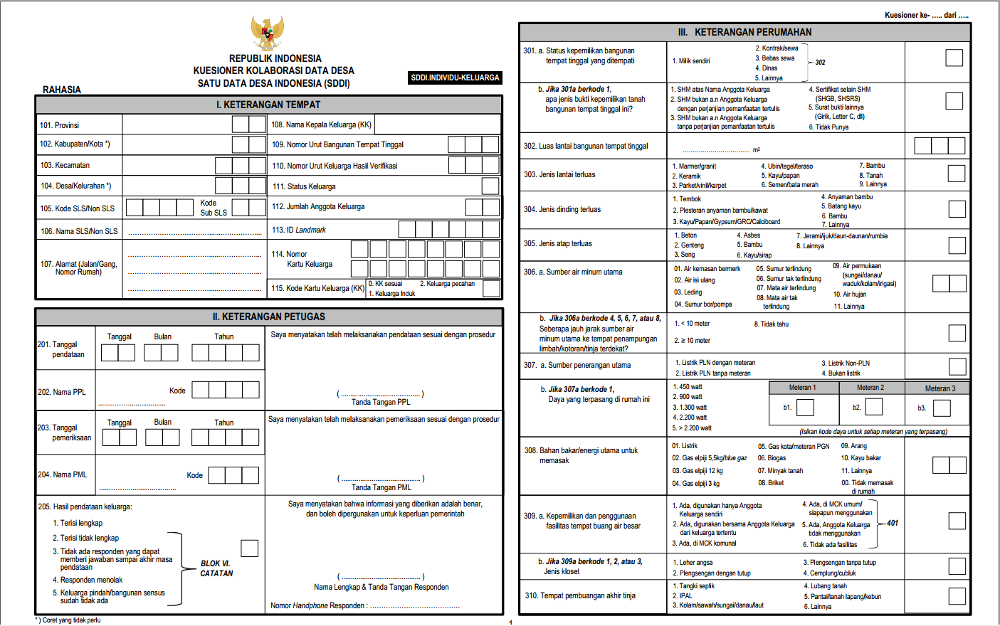 Kuesioner ke- ..... dari .....
REPUBLIK INDONESIA
KUESIONER KOLABORASI DATA DESA
SATU DATA DESA INDONESIA (SDDI)
SDDI.INDIVIDU-KELUARGA
RAHASIA
I. KETERANGAN TEMPAT
101. Provinsi
102. Kabupaten/Kota *)
103. Kecamatan
104. Desa/Kelurahan *)
105. Kode SLS/Non SLS
Kode
Sub SLS
106. Nama SLS/Non SLS
107. Alamat (Jalan/Gang,
Nomor Rumah)
108. Nama Kepala Keluarga (KK)
109. Nomor Urut Bangunan Tempat Tinggal
110. Nomor Urut Keluarga Hasil Verifikasi
111. Status Keluarga
112. Jumlah Anggota Keluarga
113. ID Landmark
114. Nomor
Kartu Keluarga
115. Kode Kartu Keluarga (KK)
0. KK sesuai 2. Keluarga pecahan
1. Keluarga Induk
II. KETERANGAN PETUGAS
201. Tanggal
pendataan
Tanggal Bulan Tahun
202. Nama PPL
Kode
203. Tanggal
pemeriksaan
Tanggal Bulan Tahun
204. Nama PML
Kode
205. Hasil pendataan keluarga:
1. Terisi lengkap
2. Terisi tidak lengkap
3. Tidak ada responden yang dapat
memberi jawaban sampai akhir masa
pendataan
4. Responden menolak
5. Keluarga pindah/bangunan sensus
sudah tidak ada
BLOK VI.
CATATAN
Saya menyatakan telah melaksanakan pendataan sesuai dengan prosedur
( ........................................ )
Tanda Tangan PPL
Saya menyatakan telah melaksanakan pemeriksaan sesuai dengan prosedur
( ........................................ )
Tanda Tangan PML
Saya menyatakan bahwa informasi yang diberikan adalah benar,
dan boleh dipergunakan untuk keperluan pemerintah
( ........................................ )
Nama Lengkap & Tanda Tangan Responden
Nomor Handphone Responden : ........................................
* ) Coret yang tidak perlu
III. KETERANGAN PERUMAHAN
301. a. Status kepemilikan bangunan
tempat tinggal yang ditempati
1. Milik sendiri
2. Kontrak/sewa
3. Bebas sewa
4. Dinas
5. Lainnya
302
b. Jika 301a berkode 1,
apa jenis bukti kepemilikan tanah
bangunan tempat tinggal ini?
1. SHM atas Nama Anggota Keluarga
2. SHM bukan a.n Anggota Keluarga
dengan perjanjian pemanfaatan tertulis
3. SHM bukan a.n Anggota Keluarga
tanpa perjanjian pemanfaatan tertulis
4. Sertifikat selain SHM
(SHGB, SHSRS)
5. Surat bukti lainnya
(Girik, Letter C, dll)
6. Tidak Punya
302. Luas lantai bangunan tempat tinggal
................................. m²
303. Jenis lantai terluas
1. Marmer/granit
2. Keramik
3. Parket/vinil/karpet
4. Ubin/tegel/teraso
5. Kayu/papan
6. Semen/bata merah
7. Bambu
8. Tanah
9. Lainnya
304. Jenis dinding terluas
1. Tembok
2. Plesteran anyaman bambu/kawat
3. Kayu/Papan/Gypsum/GRC/Calciboard
4. Anyaman bambu
5. Batang kayu
6. Bambu
7. Lainnya
305. Jenis atap terluas
1. Beton
2. Genteng
3. Seng
4. Asbes
5. Bambu
6. Kayu/sirap
7. Jerami/ijuk/daun-daunan/rumbia
8. Lainnya
306. a. Sumber air minum utama
01. Air kemasan bermerk
02. Air isi ulang
03. Leding
04. Sumur bor/pompa
05. Sumur terlindung
06. Sumur tak terlindung
07. Mata air terlindung
08. Mata air tak
terlindung
09. Air permukaan
(sungai/danau/
waduk/kolam/irigasi)
10. Air hujan
11. Lainnya
b. Jika 306a berkode 4, 5, 6, 7, atau 8,
Seberapa jauh jarak sumber air
minum utama ke tempat penampungan
limbah/kotoran/tinja terdekat?
1. < 10 meter
2. ≥ 10 meter
8. Tidak tahu
307. a. Sumber penerangan utama
1. Listrik PLN dengan meteran
2. Listrik PLN tanpa meteran
3. Listrik Non-PLN
4. Bukan listrik
b. Jika 307a berkode 1,
Daya yang terpasang di rumah ini
1. 450 watt
2. 900 watt
3. 1.300 watt
4. 2.200 watt
5. > 2.200 watt
Meteran 1 Meteran 2 Meteran 3
b1. b2. b3.
(Isikan kode daya untuk setiap meteran yang terpasang)
308. Bahan bakar/energi utama untuk
memasak
01. Listrik
02. Gas elpiji 5,5kg/blue gaz
03. Gas elpiji 12 kg
04. Gas elpiji 3 kg
05. Gas kota/meteran PGN
06. Biogas
07. Minyak tanah
08. Briket
09. Arang
10. Kayu bakar
11. Lainnya
00. Tidak memasak
di rumah
309. a. Kepemilikan dan penggunaan
fasilitas tempat buang air besar
1. Ada, digunakan hanya Anggota
Keluarga sendiri
2. Ada, digunakan bersama Anggota Keluarga
dari keluarga tertentu
3. Ada, di MCK komunal
4. Ada, di MCK umum/
siapapun menggunakan
5. Ada, Anggota Keluarga
tidak menggunakan
6. Tidak ada fasilitas
401
b. Jika 309a berkode 1, 2, atau 3,
Jenis kloset
1. Leher angsa
2. Plengsengan dengan tutup
3. Plengsengan tanpa tutup
4. Cemplung/cubluk
310. Tempat pembuangan akhir tinja
1. Tangki septik
2. IPAL
3. Kolam/sawah/sungai/danau/laut
4. Lubang tanah
5. Pantai/tanah lapang/kebun
6. Lainnya
1